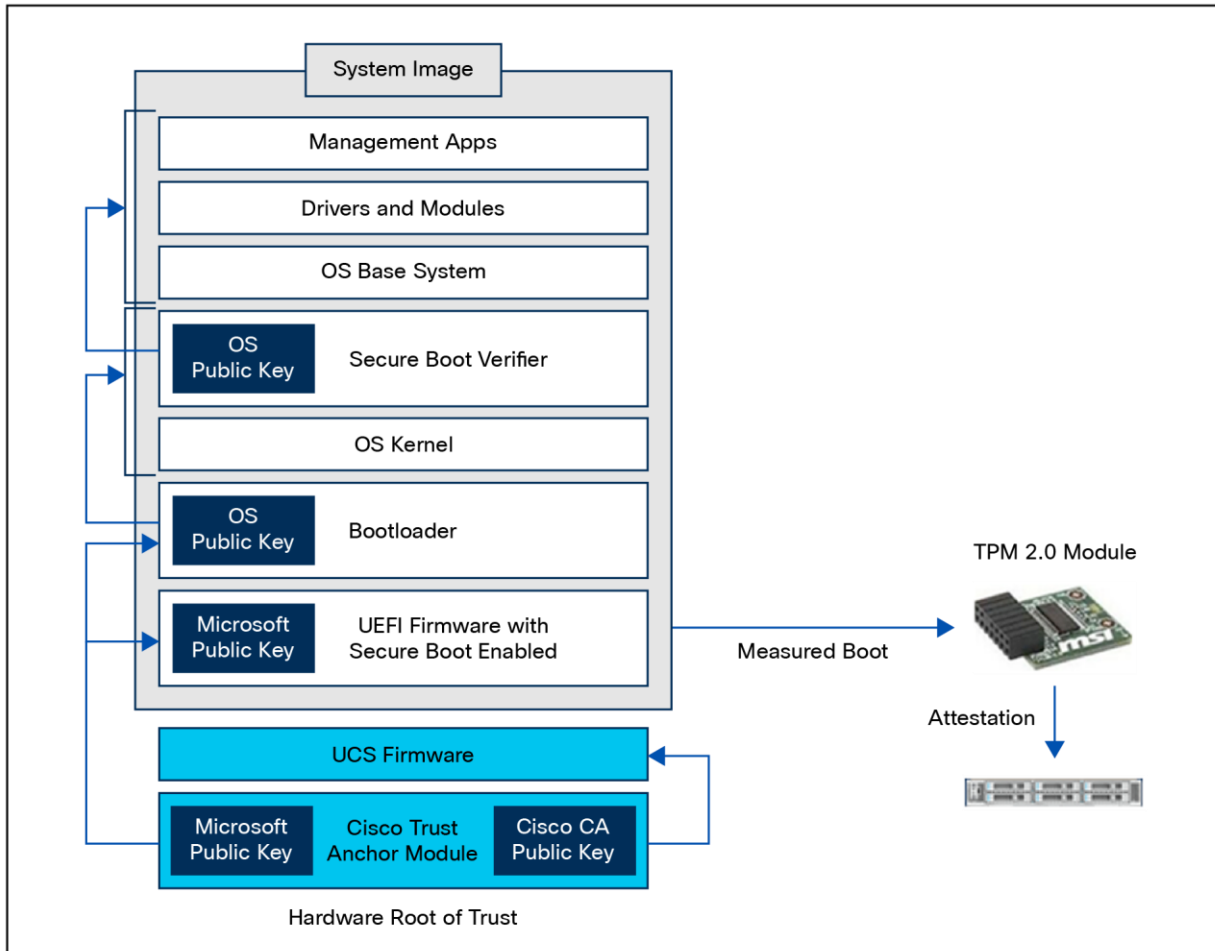 System Image
Management Apps
Drivers and Modules
OS Base System
OS
Public Key
Secure Boot Verifier
OS Kernel
OS
Public Key
Bootloader
Microsoft
Public Key
UEFI Firmware with
Secure Boot Enabled
UCS Firmware
Microsoft
Public Key
Cisco Trust
Anchor Module
Cisco CA
Public Key
Hardware Root of Trust
Measured Boot
TPM 2.0 Module
msi
Attestation